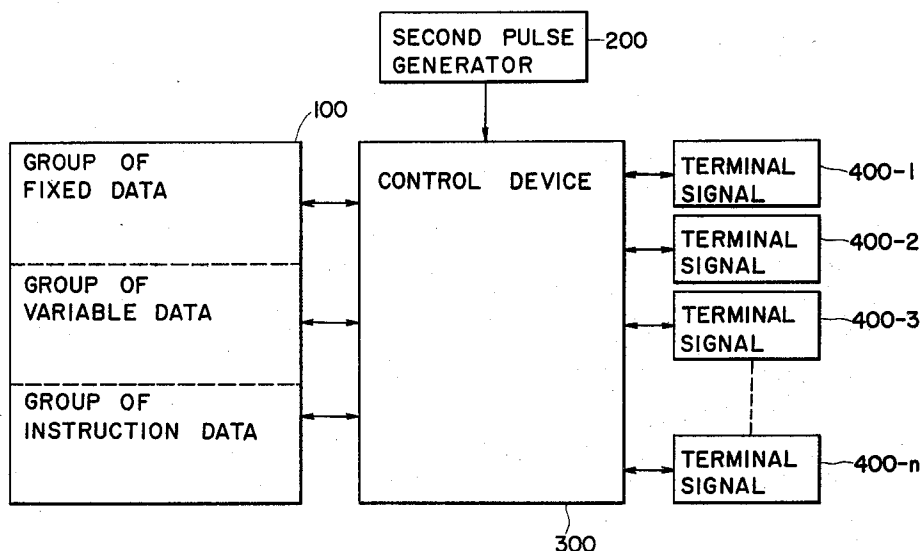 SECOND PULSE
GENERATOR
200
100
GROUP OF
FIXED DATA
GROUP OF
VARIABLE DATA
GROUP OF
INSTRUCTION DATA
CONTROL DEVICE
300
TERMINAL
SIGNAL
400-1
TERMINAL
SIGNAL
400-2
TERMINAL
SIGNAL
400-3
TERMINAL
SIGNAL
400-n